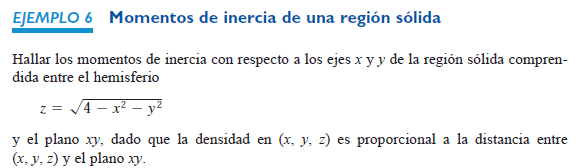 EJEMPLO 6 Momentos de inercia de una región sólida
Hallar los momentos de inercia con respecto a los ejes x y y de la región sólida compren-
dida entre el hemisferio
z = √(4 − x² − y²)
y el plano xy, dado que la densidad en (x, y, z) es proporcional a la distancia entre
(x, y, z) y el plano xy.